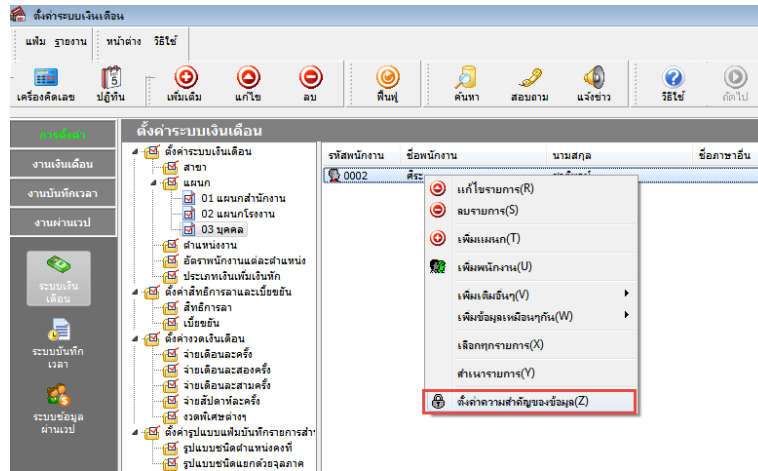 ตั้งค่าระบบเงินเดือน
แฟ้ม รายงาน หน้าต่าง วิธีใช้
5
เครื่องคิดเลข ปฏิทิน เพิ่มเติม แก้ไข ลบ ฟื้นฟู ค้นหา สอบถาม แจ้งข่าว วิธีใช้ ถัดไป
การตั้งค่า
งานเงินเดือน
งานบันทึกเวลา
งานผ่านเวป
ระบบเงิน
เดือน
ระบบบันทึก
เวลา
ระบบข้อมูล
ผ่านเวป
ตั้งค่าระบบเงินเดือน
ตั้งค่าระบบเงินเดือน
สาขา
แผนก
01 แผนกสำนักงาน
02 แผนกโรงงาน
03 บุคคล
ตำแหน่งงาน
อัตราพนักงานแต่ละตำแหน่ง
ประเภทเงินเพิ่มเงินหัก
ตั้งค่าสิทธิการลาและเบี้ยขยัน
สิทธิการลา
เบี้ยขยัน
ตั้งค่างวดเงินเดือน
จ่ายเดือนละครั้ง
จ่ายเดือนละสองครั้ง
จ่ายเดือนละสามครั้ง
จ่ายสัปดาห์ละครั้ง
งวดพิเศษต่างๆ
ตั้งค่ารูปแบบแฟ้มบันทึกรายการสำ
รูปแบบชนิดตำแหน่งคงที่
รูปแบบชนิดแยกด้วยจุลภาค
รหัสพนักงาน ชื่อพนักงาน นามสกุล ชื่อภาษาอื่น
0002 ศิระ
แก้ไขรายการ(R)
ลบรายการ(S)
เพิ่มแผนก(T)
เพิ่มพนักงาน(U)
เพิ่มเติมอื่นๆ(V)
เพิ่มข้อมูลเหมือนๆกัน(W)
เลือกทุกรายการ(X)
สำเนารายการ(Y)
ตั้งค่าความสำคัญของข้อมูล(Z)